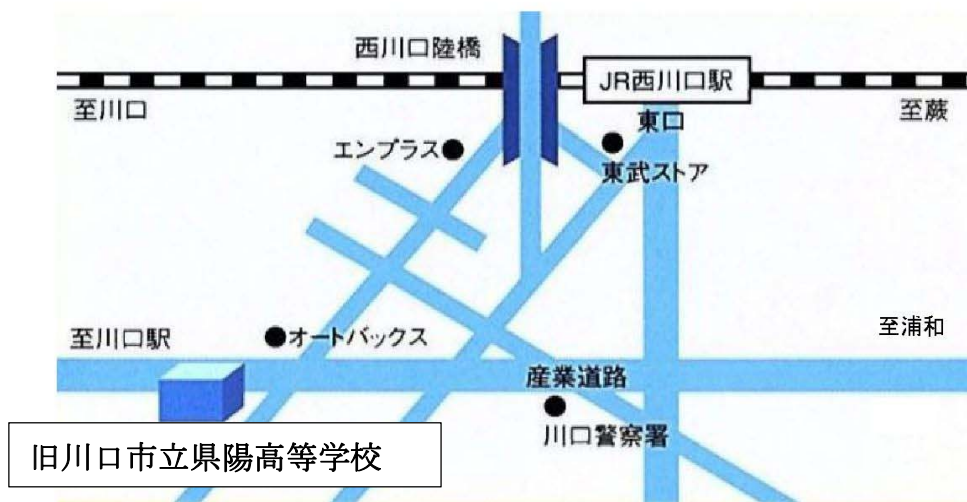 西川口陸橋
JR西川口駅
至川口
至蕨
東口
エンプラス
東武ストア
至浦和
至川口駅
オートバックス
産業道路
川口警察署
旧川口市立県陽高等学校